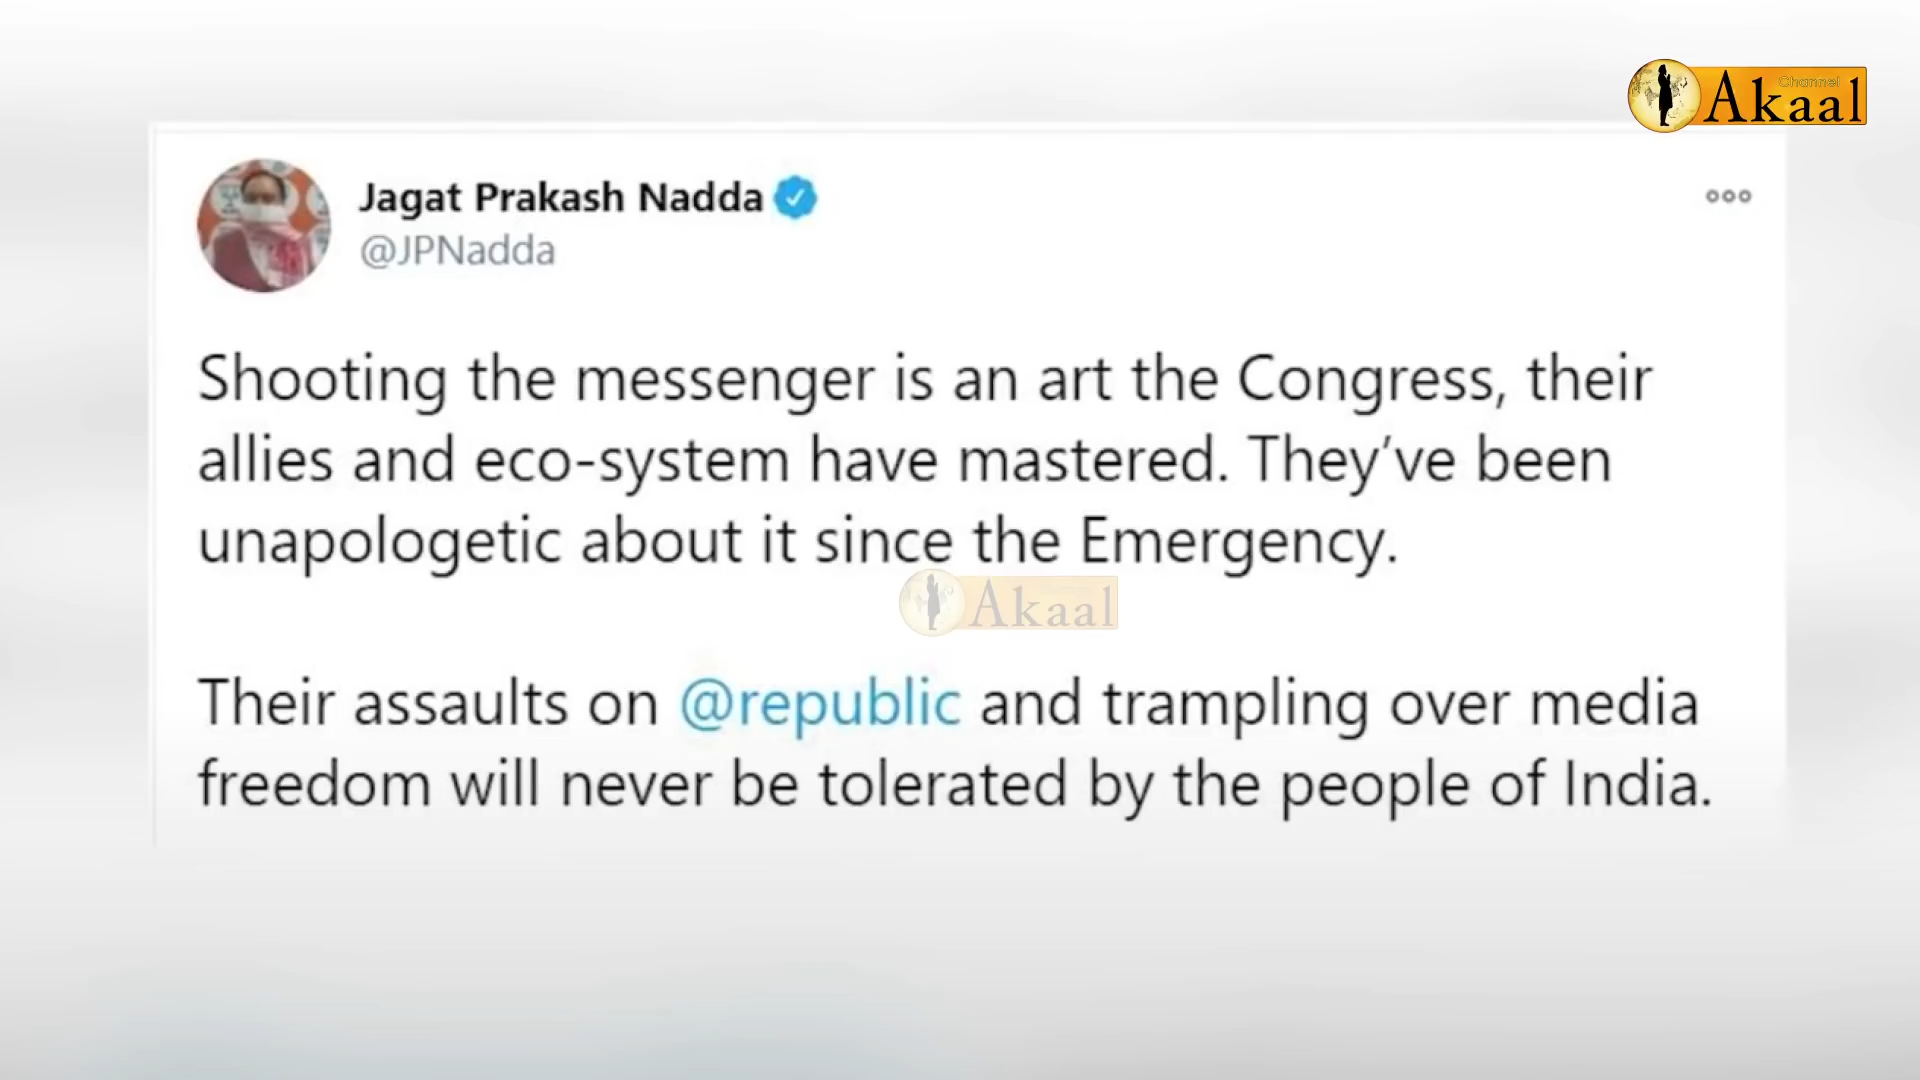 Channel
Akaal
Jagat Prakash Nadda
@JPNadda
Shooting the messenger is an art the Congress, their
allies and eco-system have mastered. They’ve been
unapologetic about it since the Emergency.
Akaal
Their assaults on @republic and trampling over media
freedom will never be tolerated by the people of India.